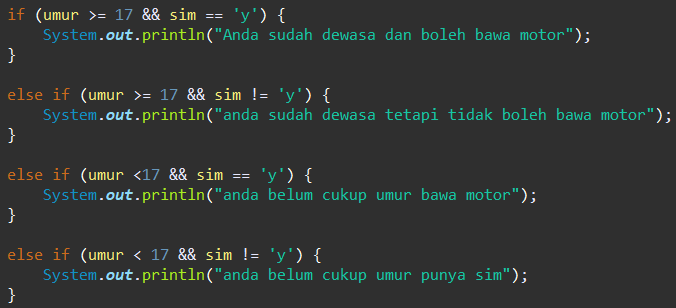 if (umur >= 17 && sim == 'y') {
    System.out.println("Anda sudah dewasa dan boleh bawa motor");
}
else if (umur >= 17 && sim != 'y') {
    System.out.println("anda sudah dewasa tetapi tidak boleh bawa motor");
}
else if (umur <17 && sim == 'y') {
    System.out.println("anda belum cukup umur bawa motor");
}
else if (umur < 17 && sim != 'y') {
    System.out.println("anda belum cukup umur punya sim");
}